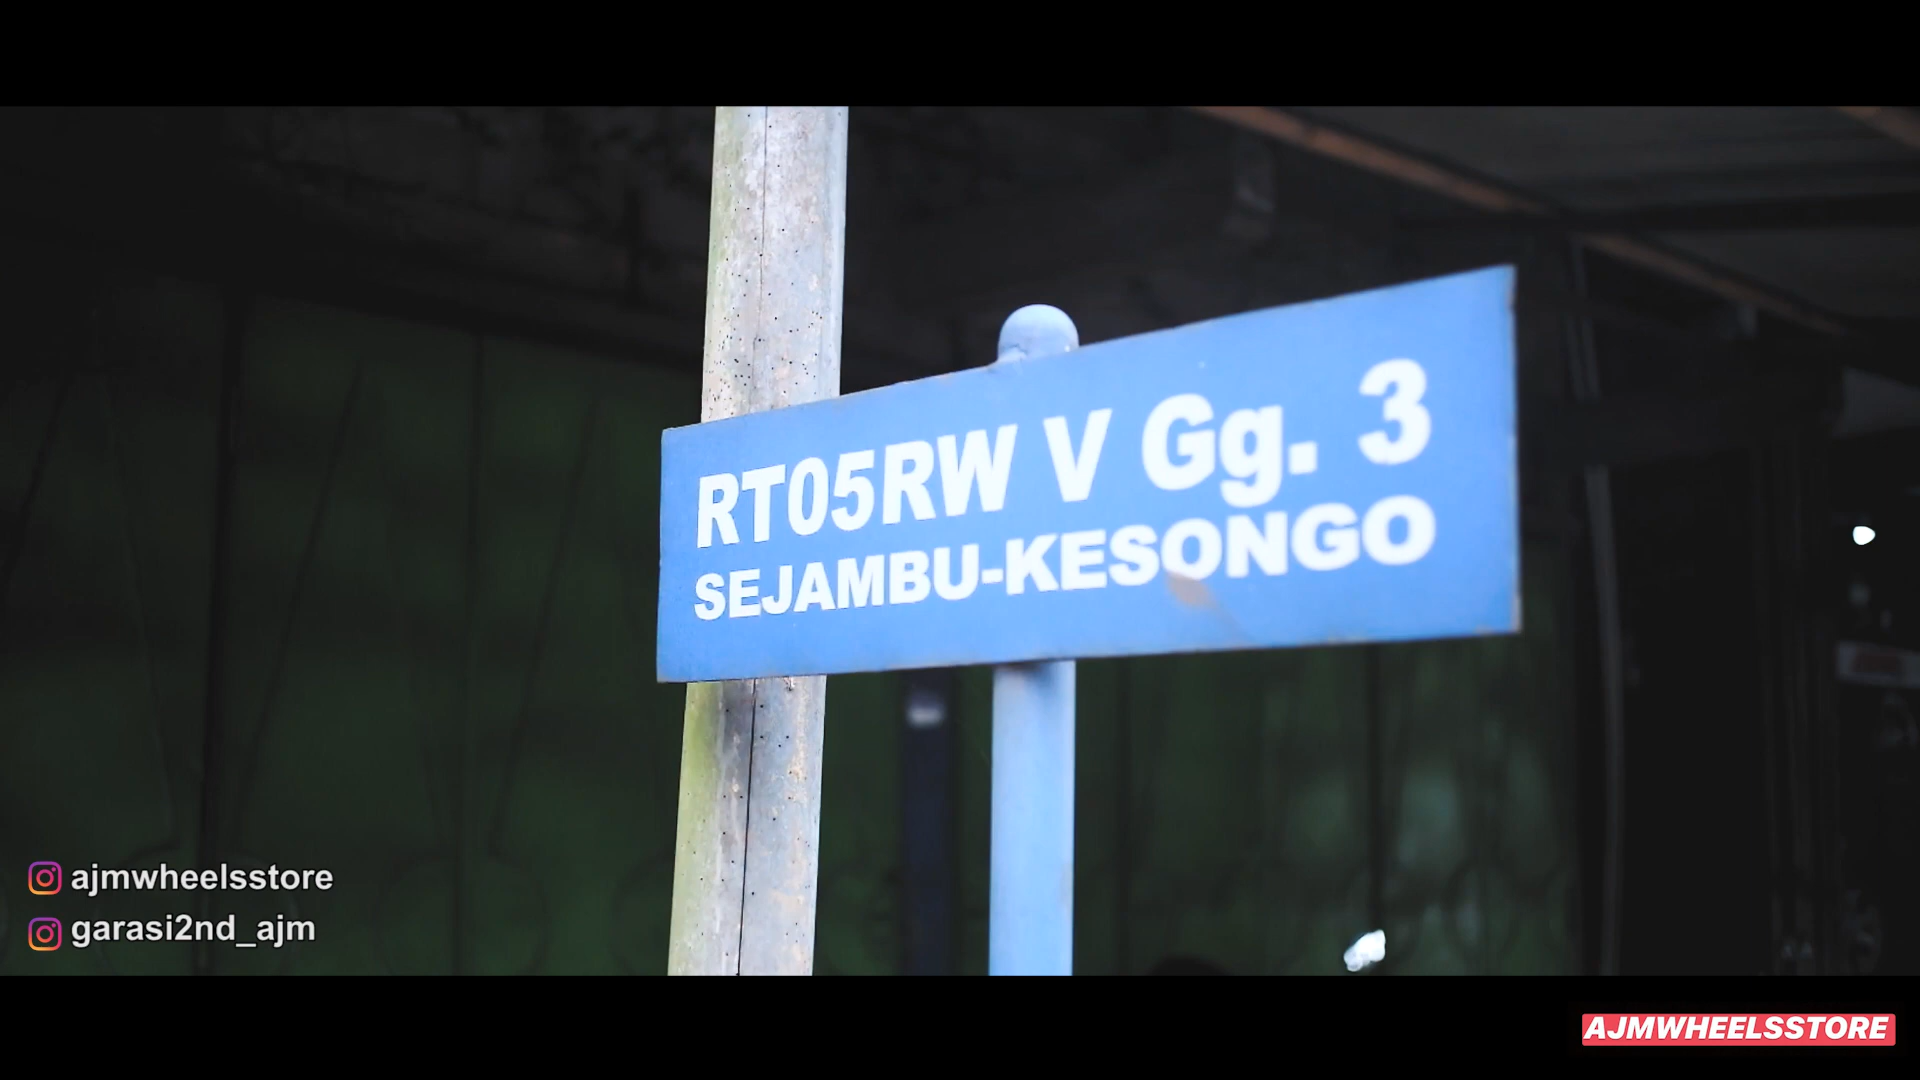 RT05RW V Gg. 3
SEJAMBU-KESONGO
ajmwheelsstore
garasi2nd_ajm
AJMWHEELSSTORE